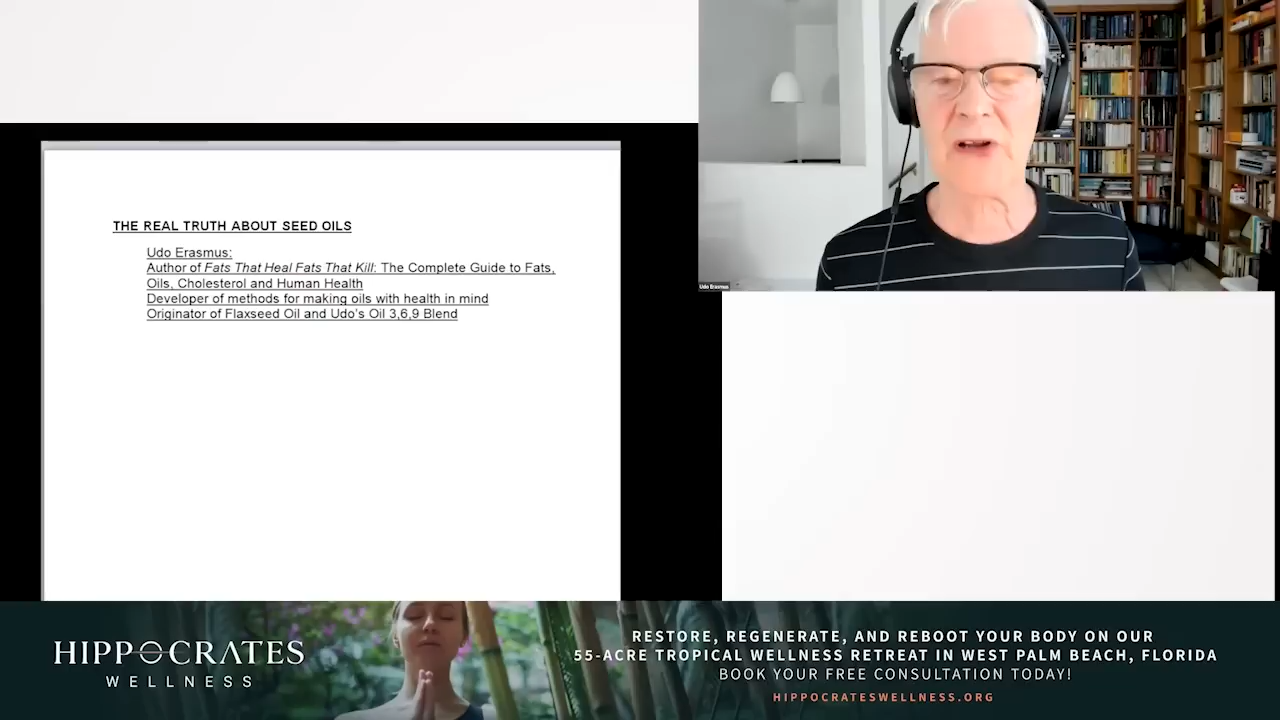 THE REAL TRUTH ABOUT SEED OILS
Udo Erasmus:
Author of Fats That Heal Fats That Kill: The Complete Guide to Fats,
Oils, Cholesterol and Human Health
Developer of methods for making oils with health in mind
Originator of Flaxseed Oil and Udo's Oil 3,6,9 Blend
Udo Erasmus
HIPPOCRATES
WELLNESS
RESTORE, REGENERATE, AND REBOOT YOUR BODY ON OUR
55-ACRE TROPICAL WELLNESS RETREAT IN WEST PALM BEACH, FLORIDA
BOOK YOUR FREE CONSULTATION TODAY!
HIPPOCRATESWELLNESS.ORG